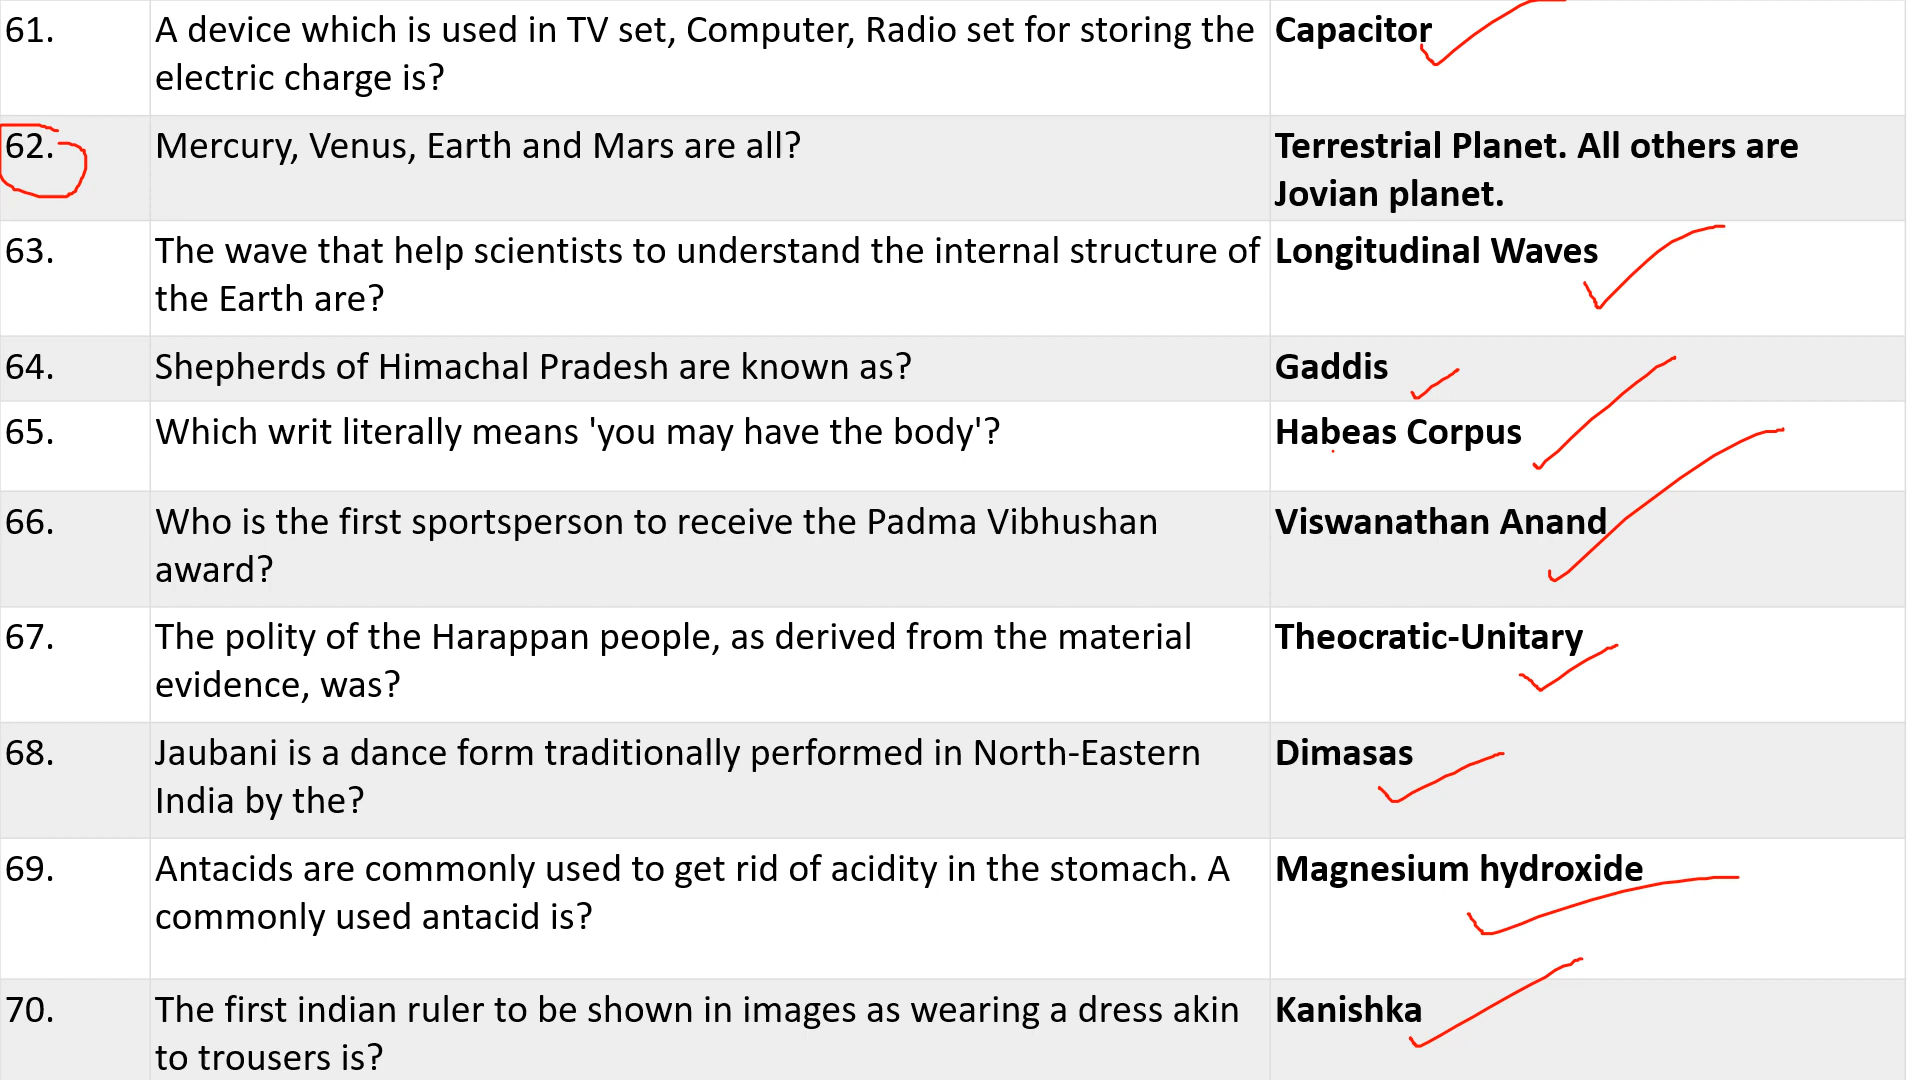 61. A device which is used in TV set, Computer, Radio set for storing the Capacitor
electric charge is?
62. Mercury, Venus, Earth and Mars are all? Terrestrial Planet. All others are
Jovian planet.
63. The wave that help scientists to understand the internal structure of Longitudinal Waves
the Earth are?
64. Shepherds of Himachal Pradesh are known as? Gaddis
65. Which writ literally means 'you may have the body'? Habeas Corpus
66. Who is the first sportsperson to receive the Padma Vibhushan Viswanathan Anand
award?
67. The polity of the Harappan people, as derived from the material Theocratic-Unitary
evidence, was?
68. Jaubani is a dance form traditionally performed in North-Eastern Dimasas
India by the?
69. Antacids are commonly used to get rid of acidity in the stomach. A Magnesium hydroxide
commonly used antacid is?
70. The first indian ruler to be shown in images as wearing a dress akin Kanishka
to trousers is?